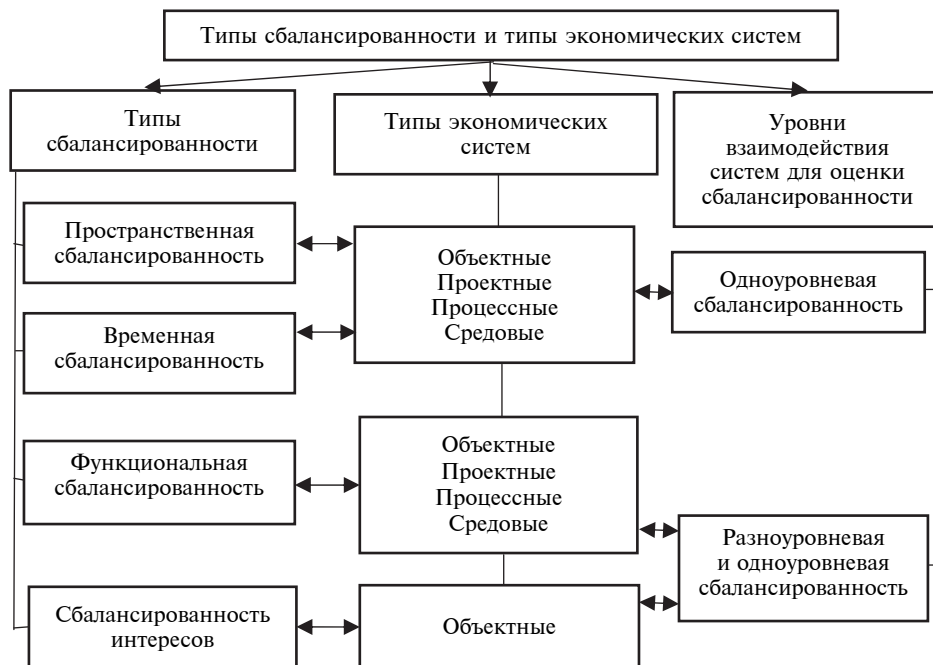 Типы сбалансированности и типы экономических систем
Типы
сбалансированности
Типы экономических
систем
Уровни
взаимодействия
систем для оценки
сбалансированности
Пространственная
сбалансированность
Объектные
Проектные
Процессные
Средовые
Одноуровневая
сбалансированность
Временная
сбалансированность
Функциональная
сбалансированность
Объектные
Проектные
Процессные
Средовые
Разноуровневая
и одноуровневая
сбалансированность
Сбалансированность
интересов
Объектные